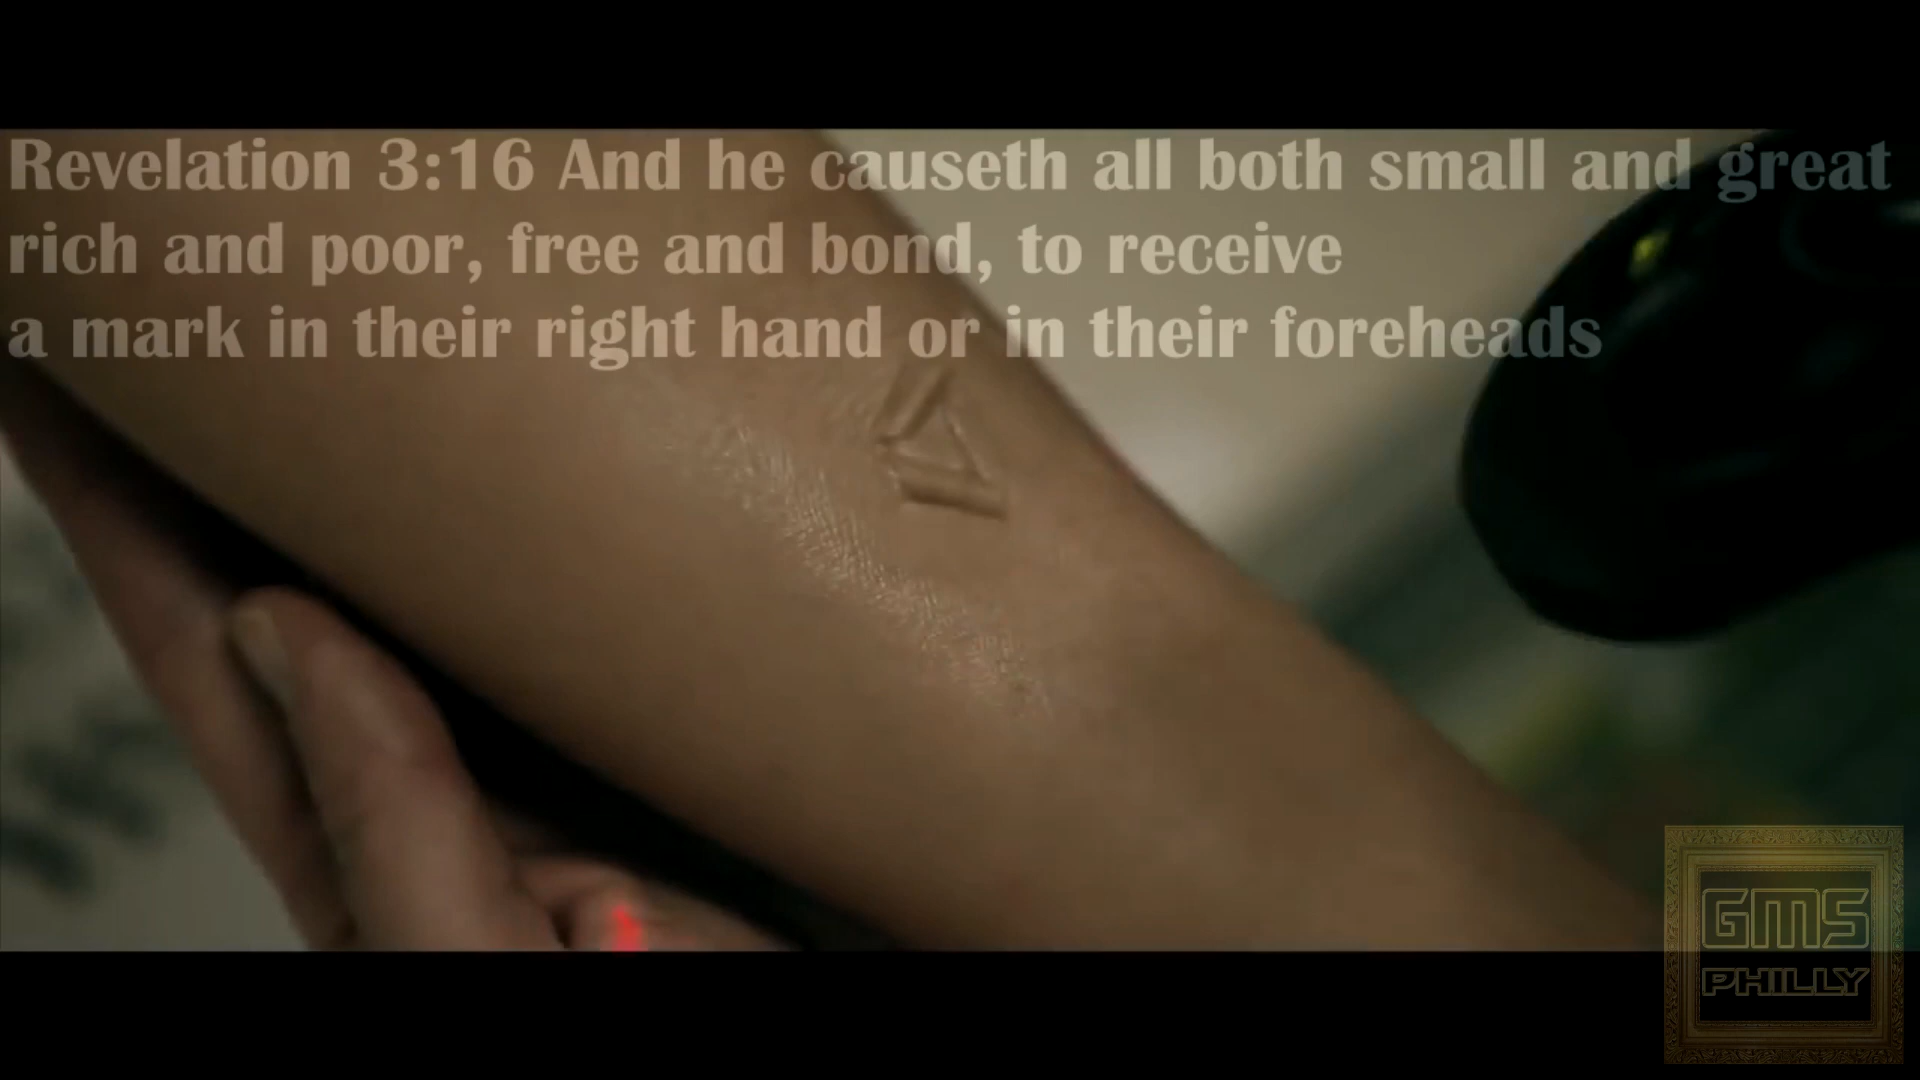 Revelation 3:16 And he causeth all both small and great
rich and poor, free and bond, to receive
a mark in their right hand or in their foreheads
GMS
PHILLY